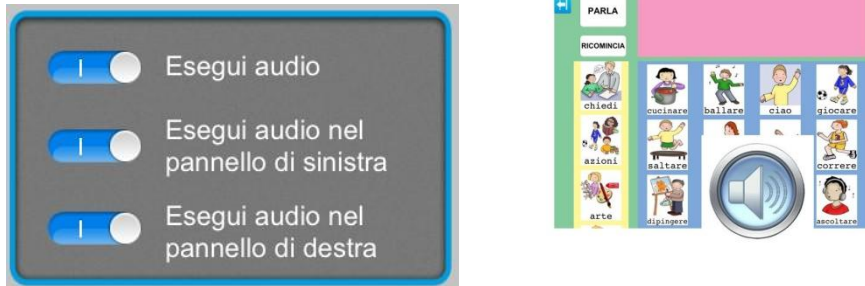 Esegui audio
Esegui audio nel
pannello di sinistra
Esegui audio nel
pannello di destra
PARLA
RICOMINCIA
chiedi
cucinare
ballare
ciao
giocare
azioni
saltare
correre
arte
dipingere
ascoltare